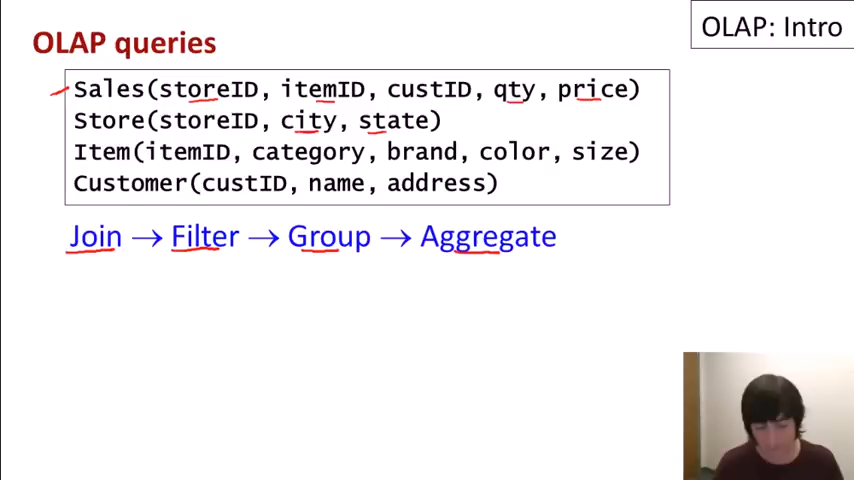 OLAP: Intro
OLAP queries
Sales(storeID, itemID, custID, qty, price)
Store(storeID, city, state)
Item(itemID, category, brand, color, size)
Customer(custID, name, address)
Join → Filter → Group → Aggregate